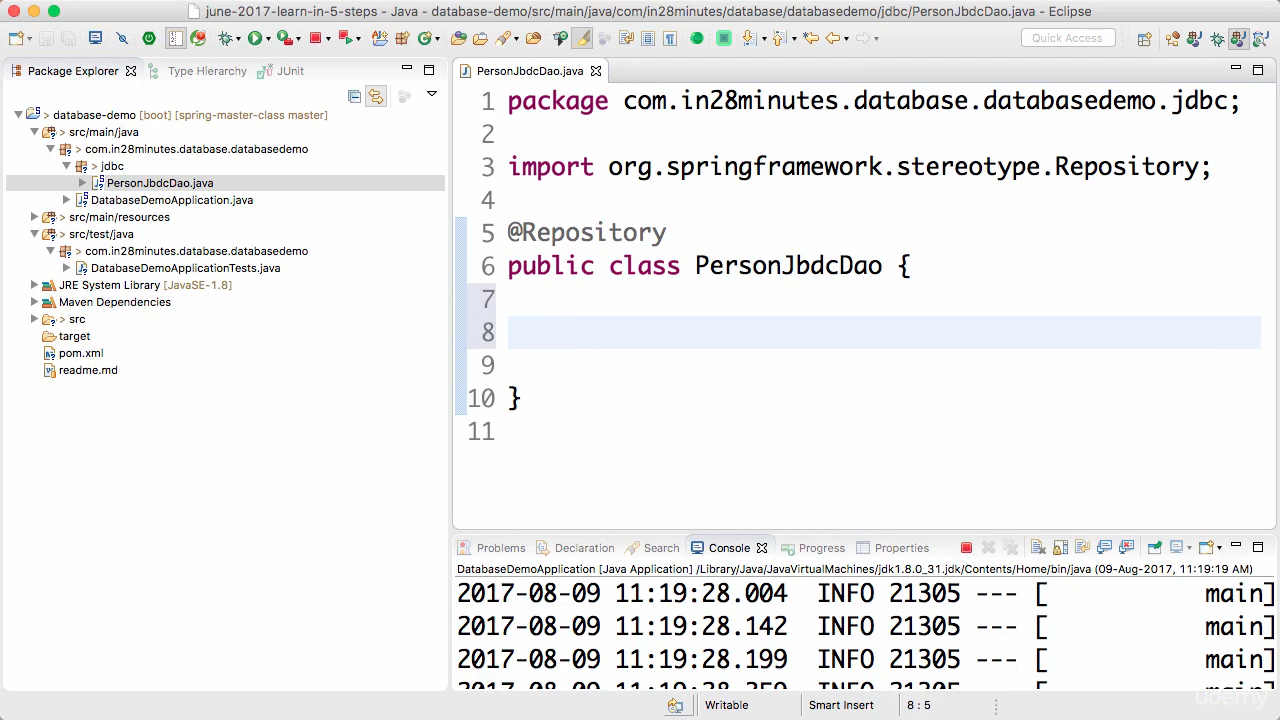 june-2017-learn-in-5-steps - Java - database-demo/src/main/java/com/in28minutes/database/databasedemo/jdbc/PersonJbdcDao.java - Eclipse
Quick Access
Package Explorer
Type Hierarchy
JUnit
> database-demo [boot] [spring-master-class master]
> src/main/java
> com.in28minutes.database.databasedemo
> jdbc
PersonJbdcDao.java
DatabaseDemoApplication.java
> src/main/resources
> src/test/java
> com.in28minutes.database.databasedemo
DatabaseDemoApplicationTests.java
JRE System Library [JavaSE-1.8]
Maven Dependencies
> src
target
pom.xml
readme.md
PersonJbdcDao.java
1 package com.in28minutes.database.databasedemo.jdbc;
2
3 import org.springframework.stereotype.Repository;
4
5 @Repository
6 public class PersonJbdcDao {
7
8
9
10 }
11
Problems
Declaration
Search
Console
Progress
Properties
DatabaseDemoApplication [Java Application] /Library/Java/JavaVirtualMachines/jdk1.8.0_31.jdk/Contents/Home/bin/java (09-Aug-2017, 11:19:19 AM)
2017-08-09 11:19:28.004 INFO 21305 --- [ main]
2017-08-09 11:19:28.142 INFO 21305 --- [ main]
2017-08-09 11:19:28.199 INFO 21305 --- [ main]
Writable
Smart Insert
8 : 5
udemy